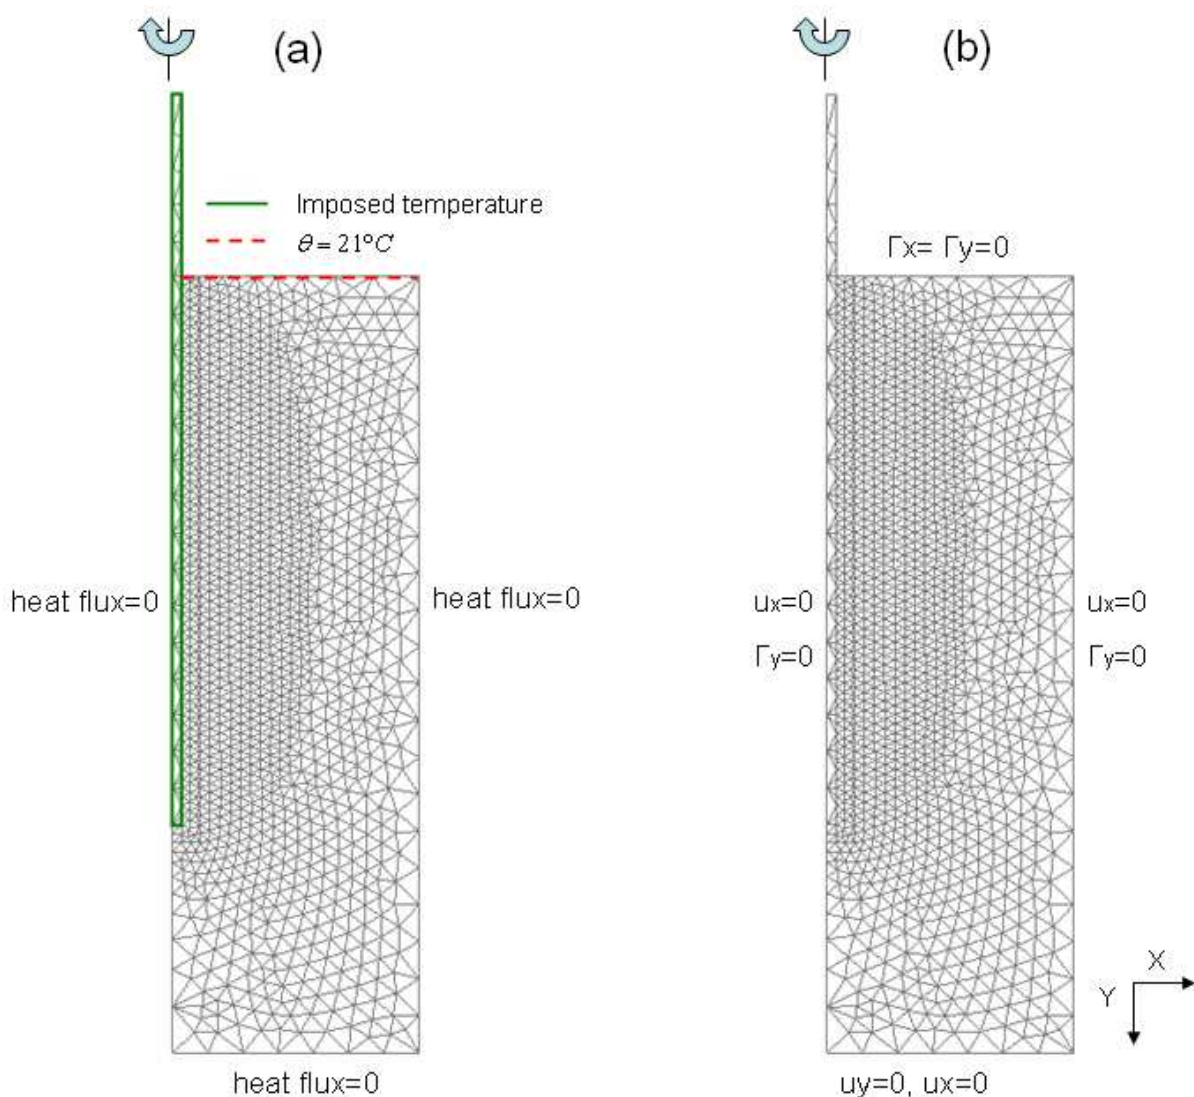 (a)
(b)
Imposed temperature
θ = 21°C
Γx= Γy=0
heat flux=0
heat flux=0
ux=0
Γy=0
ux=0
Γy=0
X
Y
heat flux=0
uy=0, ux=0